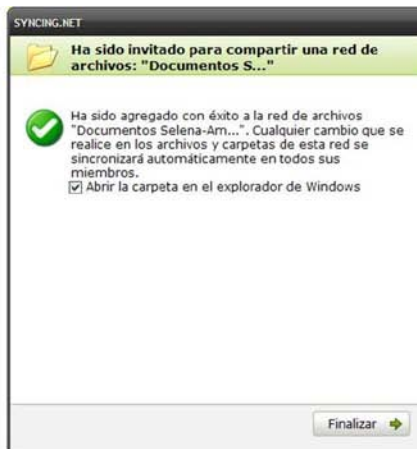 SYNCING.NET
Ha sido invitado para compartir una red de
archivos: "Documentos S..."
Ha sido agregado con éxito a la red de archivos
"Documentos Selena-Am...". Cualquier cambio que se
realice en los archivos y carpetas de esta red se
sincronizará automáticamente en todos sus
miembros.
Abrir la carpeta en el explorador de Windows
Finalizar